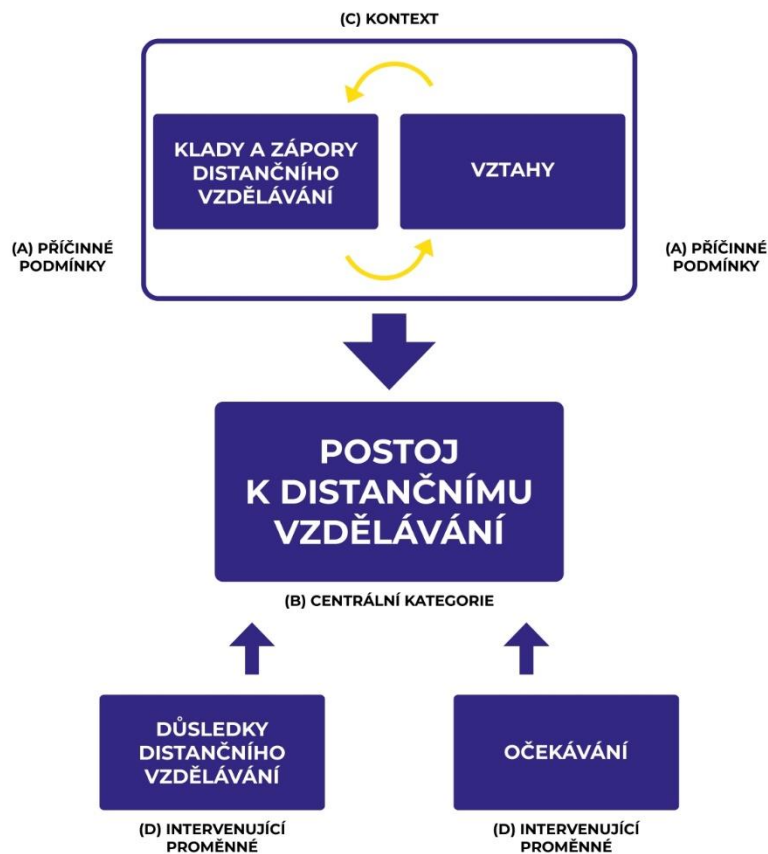 (C) KONTEXT
KLADY A ZÁPORY
DISTANČNÍHO
VZDĚLÁVÁNÍ
VZTAHY
(A) PŘÍČINNÉ
PODMÍNKY
(A) PŘÍČINNÉ
PODMÍNKY
POSTOJ
K DISTANČNÍMU
VZDĚLÁVÁNÍ
(B) CENTRÁLNÍ KATEGORIE
DŮSLEDKY
DISTANČNÍHO
VZDĚLÁVÁNÍ
OČEKÁVÁNÍ
(D) INTERVENUJÍCÍ
PROMĚNNÉ
(D) INTERVENUJÍCÍ
PROMĚNNÉ